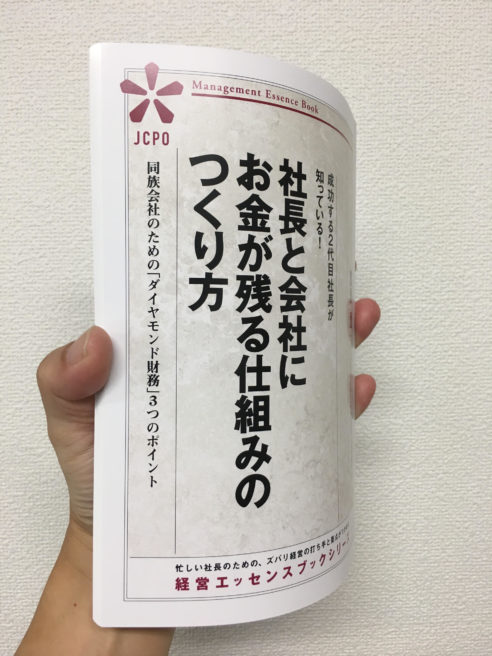 Management Essence Book
JCPO
成功する2代目社長が
知っている！
社長と会社に
お金が残る仕組みの
つくり方
同族会社のための「ダイヤモンド財務」3つのポイント
忙しい社長のための、ズバリ経営の打ち手と
経営エッセンスブックシリーズ